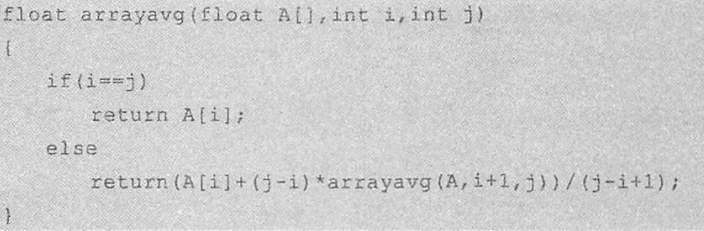 float arrayavg(float A[],int i,int j)
{
    if(i==j)
        return A[i];
    else
        return(A[i]+(j-i)*arrayavg(A,i+1,j))/(j-i+1);
}